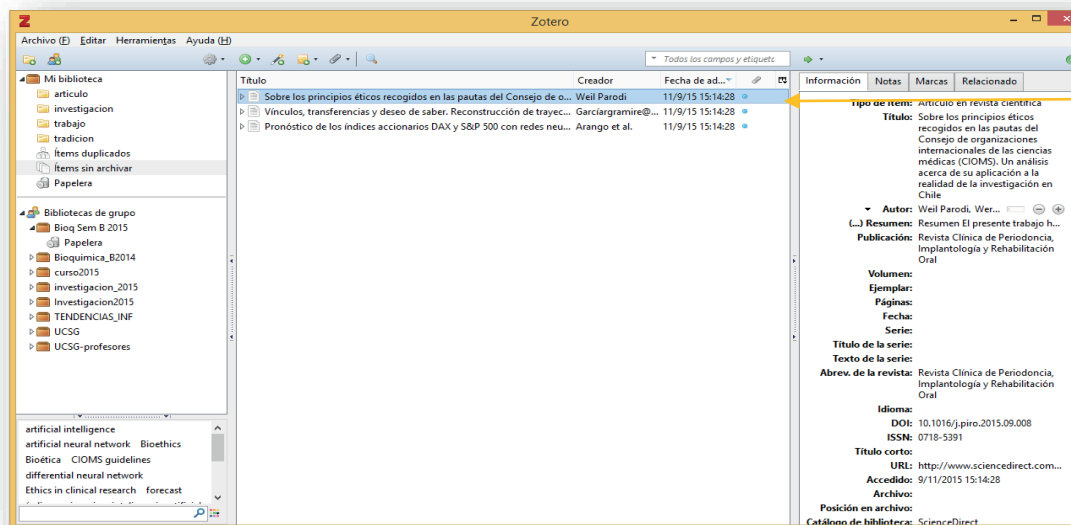 Zotero
Archivo (F) Editar Herramientas Ayuda (H)
Todos los campos y etiquetε
Mi biblioteca
articulo
investigacion
trabajo
tradicion
Ítems duplicados
Ítems sin archivar
Papelera
Bibliotecas de grupo
Bioq Sem B 2015
Papelera
Bioquimica_B2014
curso2015
investigacion_2015
Investigacion2015
TENDENCIAS_INF
UCSG
UCSG-profesores
artificial intelligence
artificial neural network Bioethics
Bioética CIOMS guidelines
differential neural network
Ethics in clinical research forecast
Título Creador Fecha de ad...
Sobre los principios éticos recogidos en las pautas del Consejo de o... Weil Parodi 11/9/15 15:14:28
Vínculos, transferencias y deseo de saber. Reconstrucción de trayec... Garcíargramire@... 11/9/15 15:14:28
Pronóstico de los índices accionarios DAX y S&P 500 con redes neu... Arango et al. 11/9/15 15:14:28
Información Notas Marcas Relacionado
Tipo de ítem: Artículo en revista científica
Título: Sobre los principios éticos
recogidos en las pautas del
Consejo de organizaciones
internacionales de las ciencias
médicas (CIOMS). Un análisis
acerca de su aplicación a la
realidad de la investigación en
Chile
Autor: Weil Parodi, Wer...
(...) Resumen: Resumen El presente trabajo h...
Publicación: Revista Clínica de Periodoncia,
Implantología y Rehabilitación
Oral
Volumen:
Ejemplar:
Páginas:
Fecha:
Serie:
Título de la serie:
Texto de la serie:
Abrev. de la revista: Revista Clínica de Periodoncia,
Implantología y Rehabilitación
Oral
Idioma:
DOI: 10.1016/j.piro.2015.09.008
ISSN: 0718-5391
Título corto:
URL: http://www.sciencedirect.com...
Accedido: 9/11/2015 15:14:28
Archivo:
Posición en archivo:
Catálogo de biblioteca: ScienceDirect